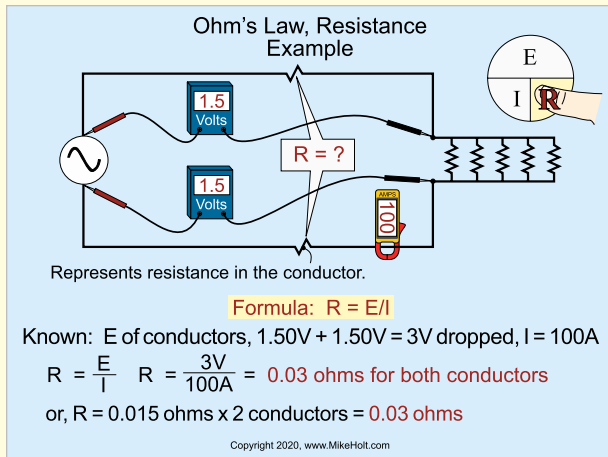 Ohm's Law, Resistance
Example
E
I R
1.5
Volts
R = ?
1.5
Volts
AMPS
100
Represents resistance in the conductor.
Formula: R = E/I
Known: E of conductors, 1.50V + 1.50V = 3V dropped, I = 100A
R = E/I R = 3V/100A = 0.03 ohms for both conductors
or, R = 0.015 ohms x 2 conductors = 0.03 ohms
Copyright 2020, www.MikeHolt.com